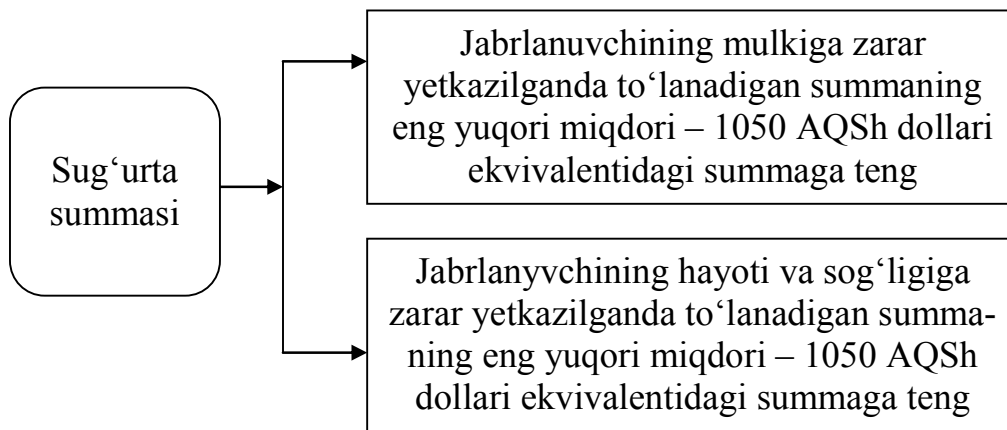 Sug‘urta
summasi
Jabrlanuvchining mulkiga zarar
yetkazilganda to‘lanadigan summaning
eng yuqori miqdori – 1050 AQSh dollari
ekvivalentidagi summaga teng
Jabrlanyvchining hayoti va sog‘ligiga
zarar yetkazilganda to‘lanadigan summa-
ning eng yuqori miqdori – 1050 AQSh
dollari ekvivalentidagi summaga teng